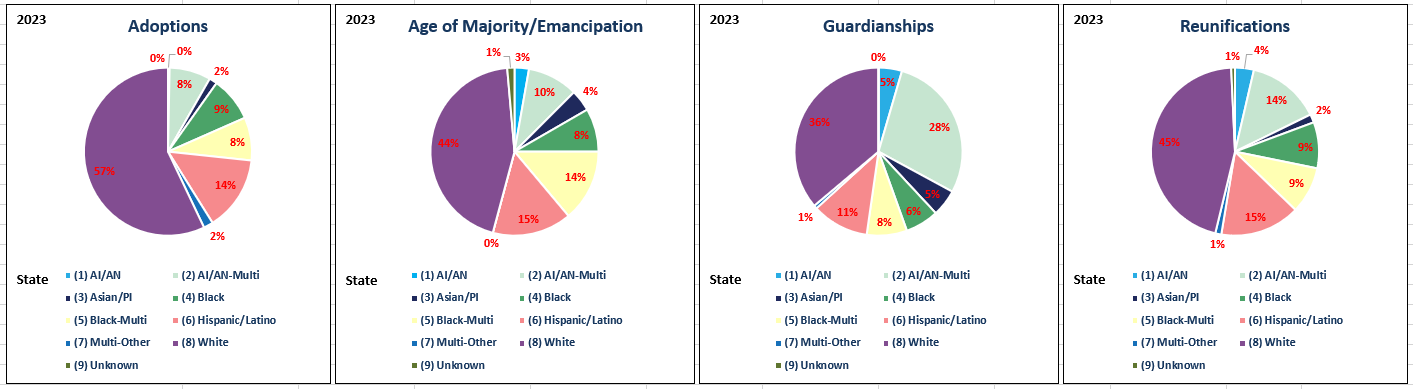 2023
Adoptions
0%
0%
2%
8%
9%
8%
57%
14%
2%
State
(1) AI/AN
(2) AI/AN-Multi
(3) Asian/PI
(4) Black
(5) Black-Multi
(6) Hispanic/Latino
(7) Multi-Other
(8) White
(9) Unknown
2023
Age of Majority/Emancipation
1%
3%
10%
4%
8%
44%
14%
15%
0%
State
(1) AI/AN
(2) AI/AN-Multi
(3) Asian/PI
(4) Black
(5) Black-Multi
(6) Hispanic/Latino
(7) Multi-Other
(8) White
(9) Unknown
2023
Guardianships
0%
5%
36%
28%
5%
6%
8%
11%
1%
State
(1) AI/AN
(2) AI/AN-Multi
(3) Asian/PI
(4) Black
(5) Black-Multi
(6) Hispanic/Latino
(7) Multi-Other
(8) White
(9) Unknown
2023
Reunifications
1%
4%
14%
2%
45%
9%
9%
15%
1%
State
(1) AI/AN
(2) AI/AN-Multi
(3) Asian/PI
(4) Black
(5) Black-Multi
(6) Hispanic/Latino
(7) Multi-Other
(8) White
(9) Unknown